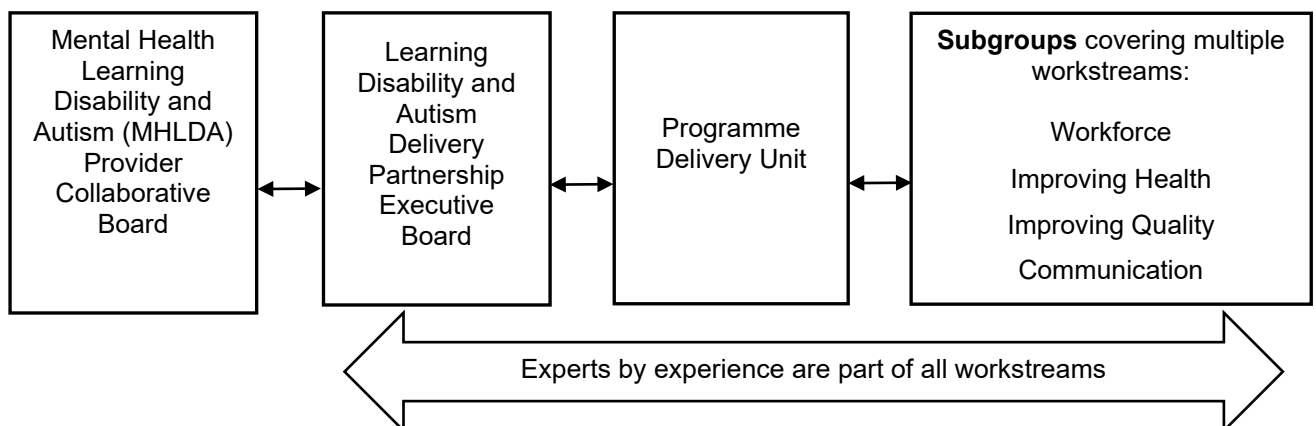 Mental Health
Learning
Disability and
Autism (MHLDA)
Provider
Collaborative
Board
Learning
Disability and
Autism
Delivery
Partnership
Executive
Board
Programme
Delivery Unit
Subgroups covering multiple
workstreams:
Workforce
Improving Health
Improving Quality
Communication
Experts by experience are part of all workstreams